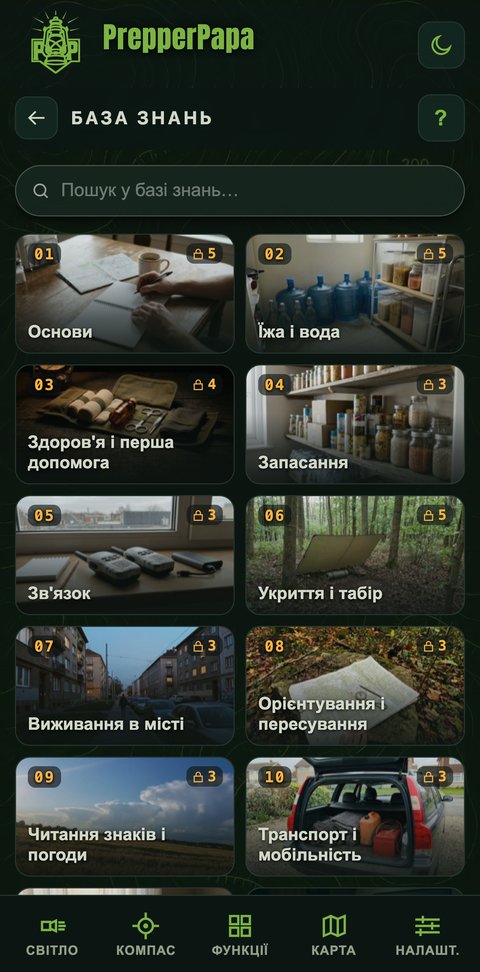 PrepperPapa
БАЗА ЗНАНЬ
?
Пошук у базі знань...
01
5
Основи
02
5
Їжа і вода
03
4
Здоров'я і перша
допомога
04
3
Запасання
05
3
Зв'язок
06
5
Укриття і табір
07
3
Виживання в місті
08
3
Орієнтування і
пересування
09
3
Читання знаків і
погоди
10
3
Транспорт і
мобільність
СВІТЛО
КОМПАС
ФУНКЦІЇ
КАРТА
НАЛАШТ.